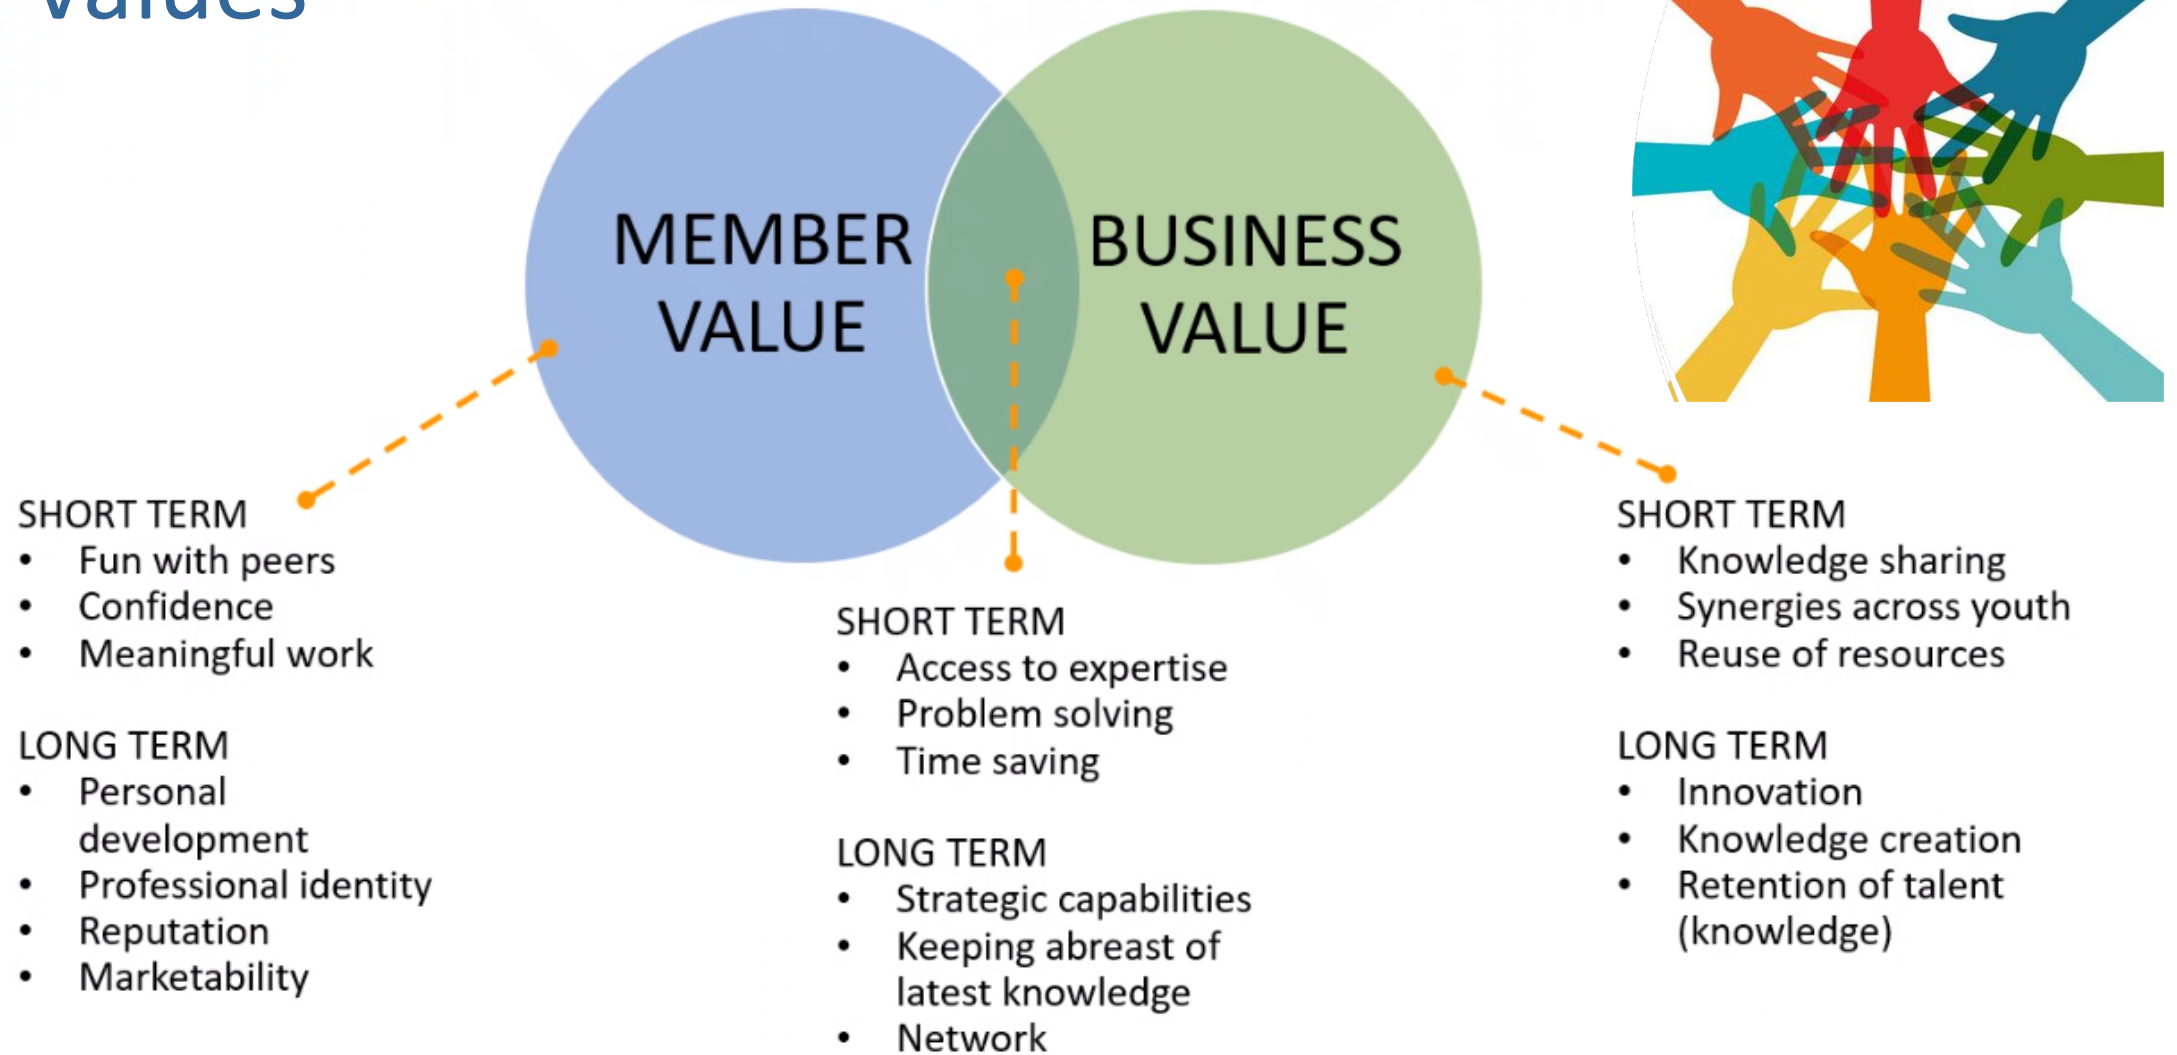 values
MEMBER
VALUE
BUSINESS
VALUE
SHORT TERM
• Fun with peers
• Confidence
• Meaningful work
LONG TERM
• Personal
development
• Professional identity
• Reputation
• Marketability
SHORT TERM
• Access to expertise
• Problem solving
• Time saving
LONG TERM
• Strategic capabilities
• Keeping abreast of
latest knowledge
• Network
SHORT TERM
• Knowledge sharing
• Synergies across youth
• Reuse of resources
LONG TERM
• Innovation
• Knowledge creation
• Retention of talent
(knowledge)